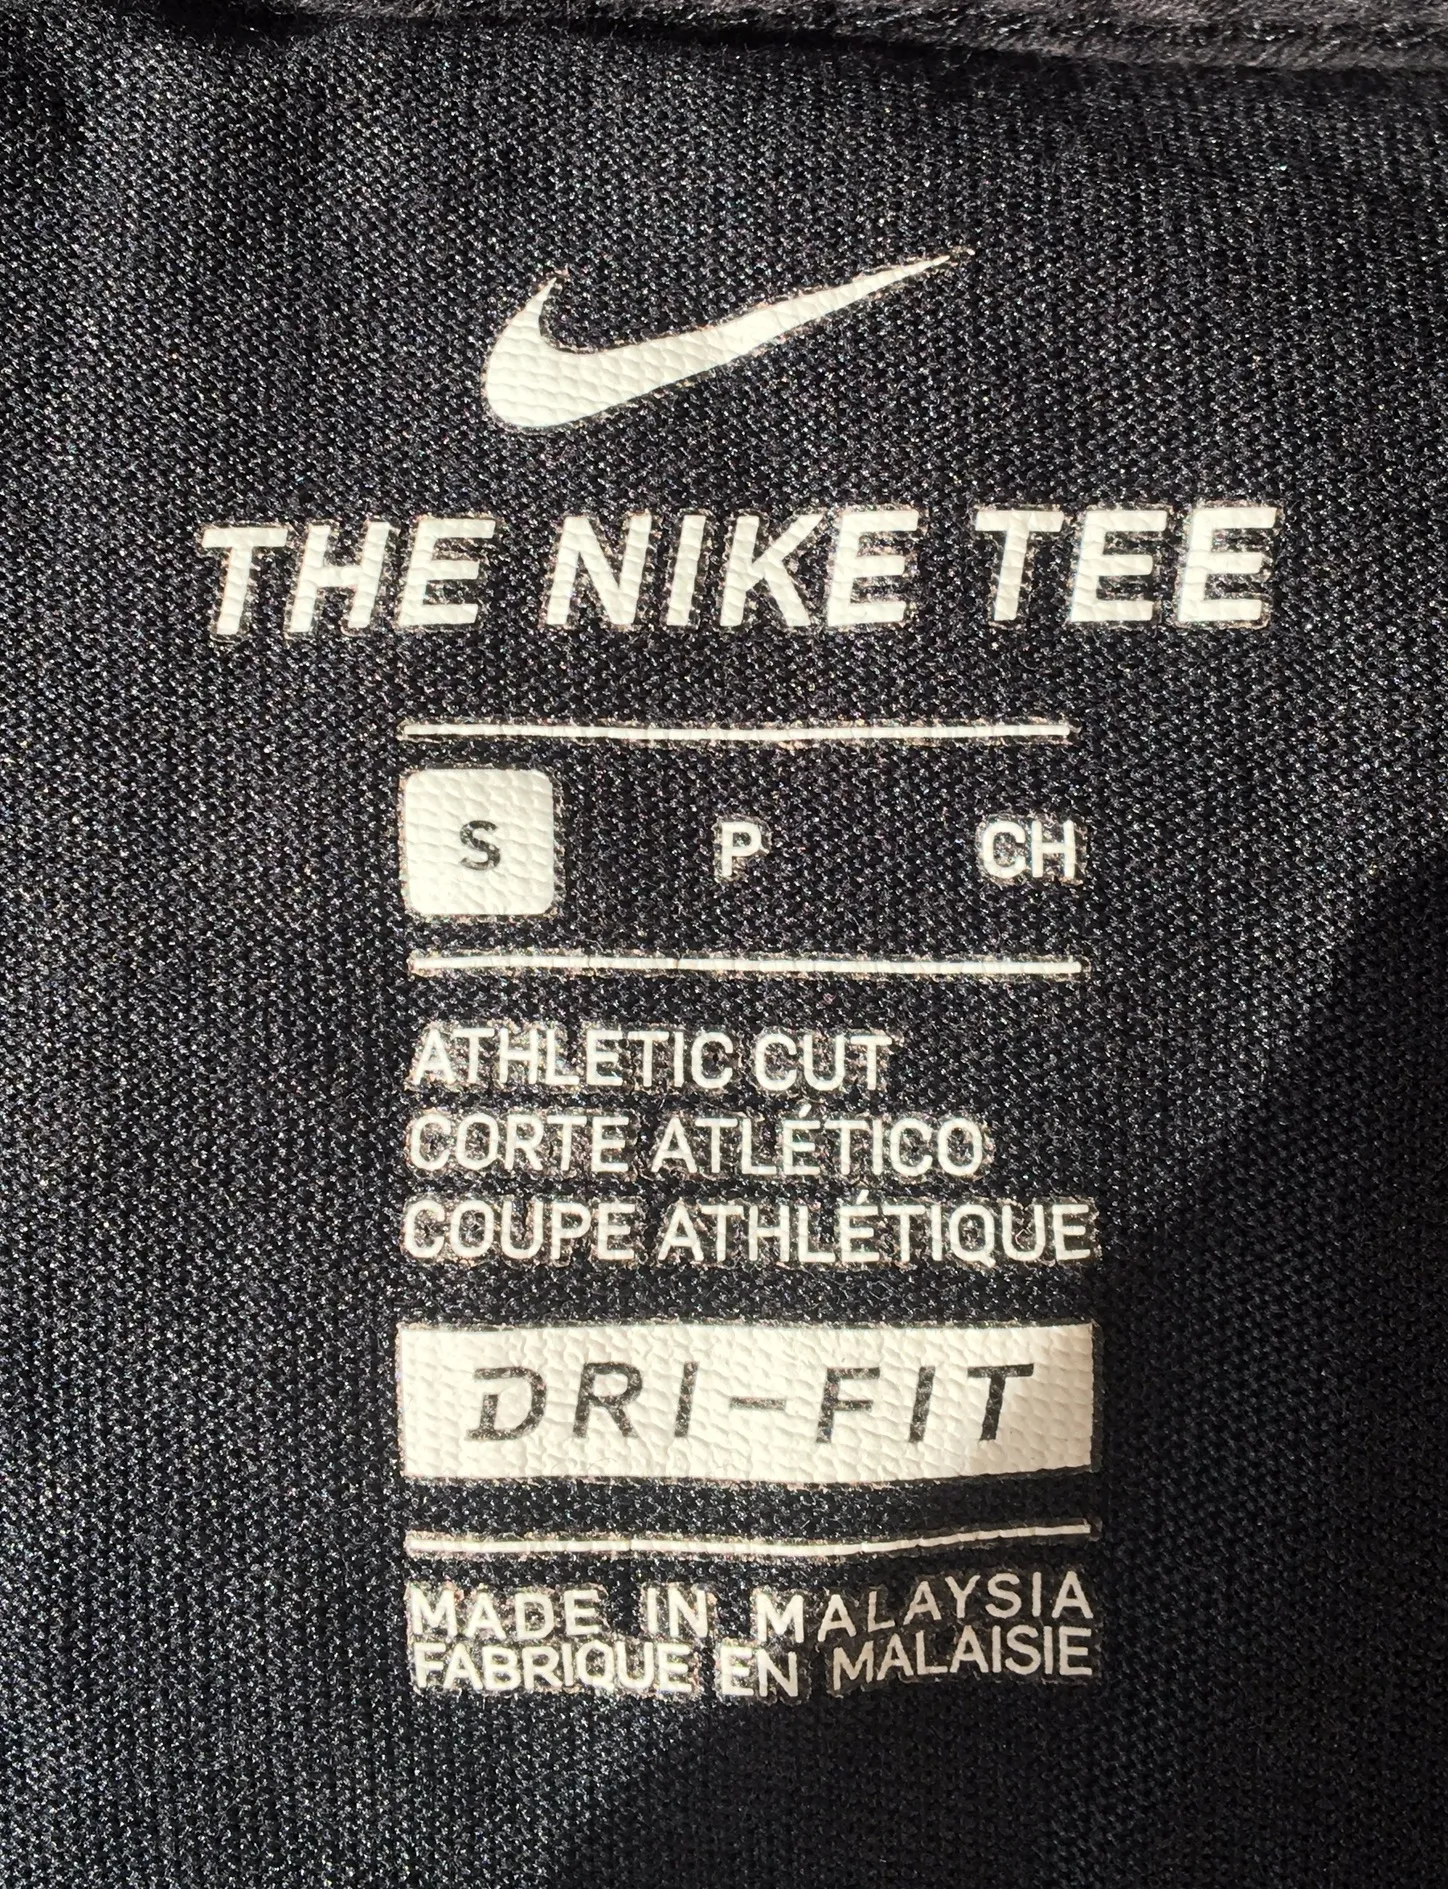 THE NIKE TEE
S P CH
ATHLETIC CUT
CORTE ATLÉTICO
COUPE ATHLÉTIQUE
DRI-FIT
MADE IN MALAYSIA
FABRIQUE EN MALAISIE